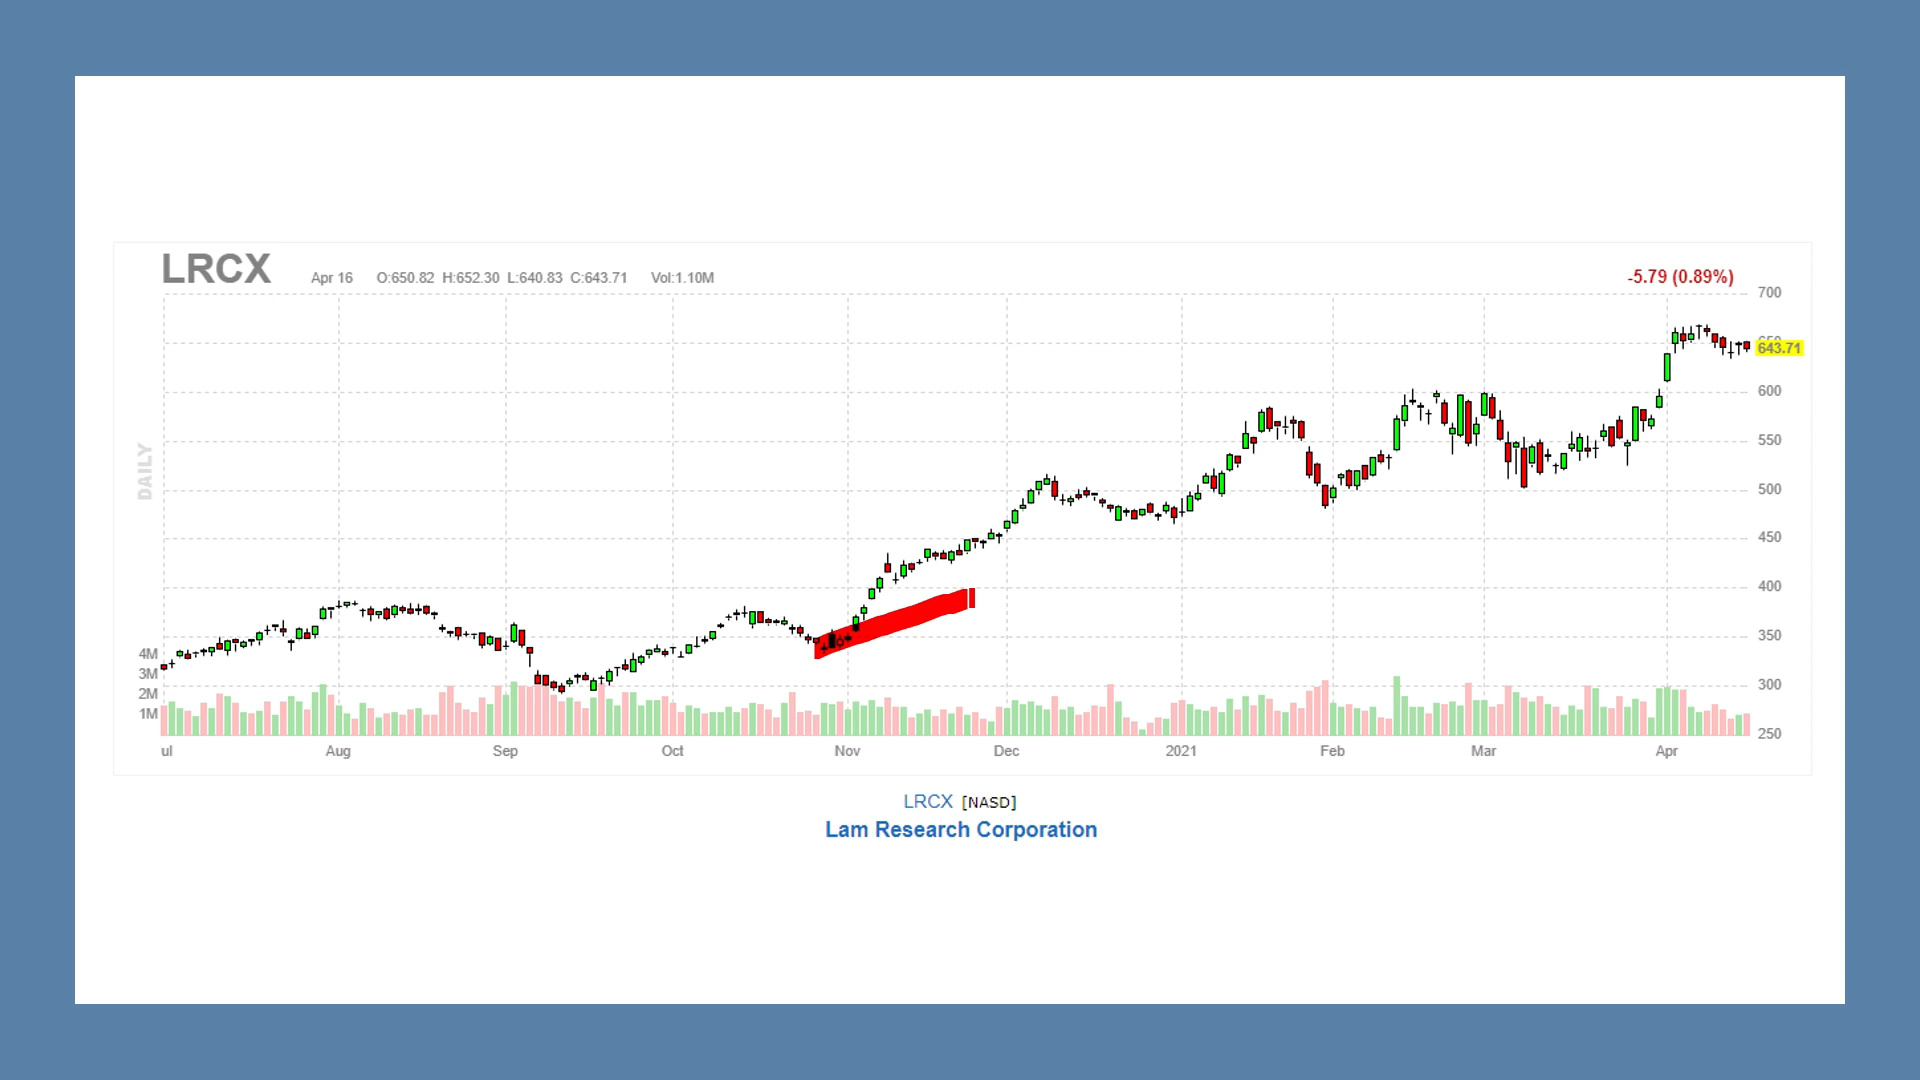 LRCX Apr 16 O:650.82 H:652.30 L:640.83 C:643.71 Vol:1.10M -5.79 (0.89%)
700
643.71
600
550
DAILY
500
450
400
350
4M
3M
300
2M
1M
250
ul Aug Sep Oct Nov Dec 2021 Feb Mar Apr
LRCX [NASD]
Lam Research Corporation